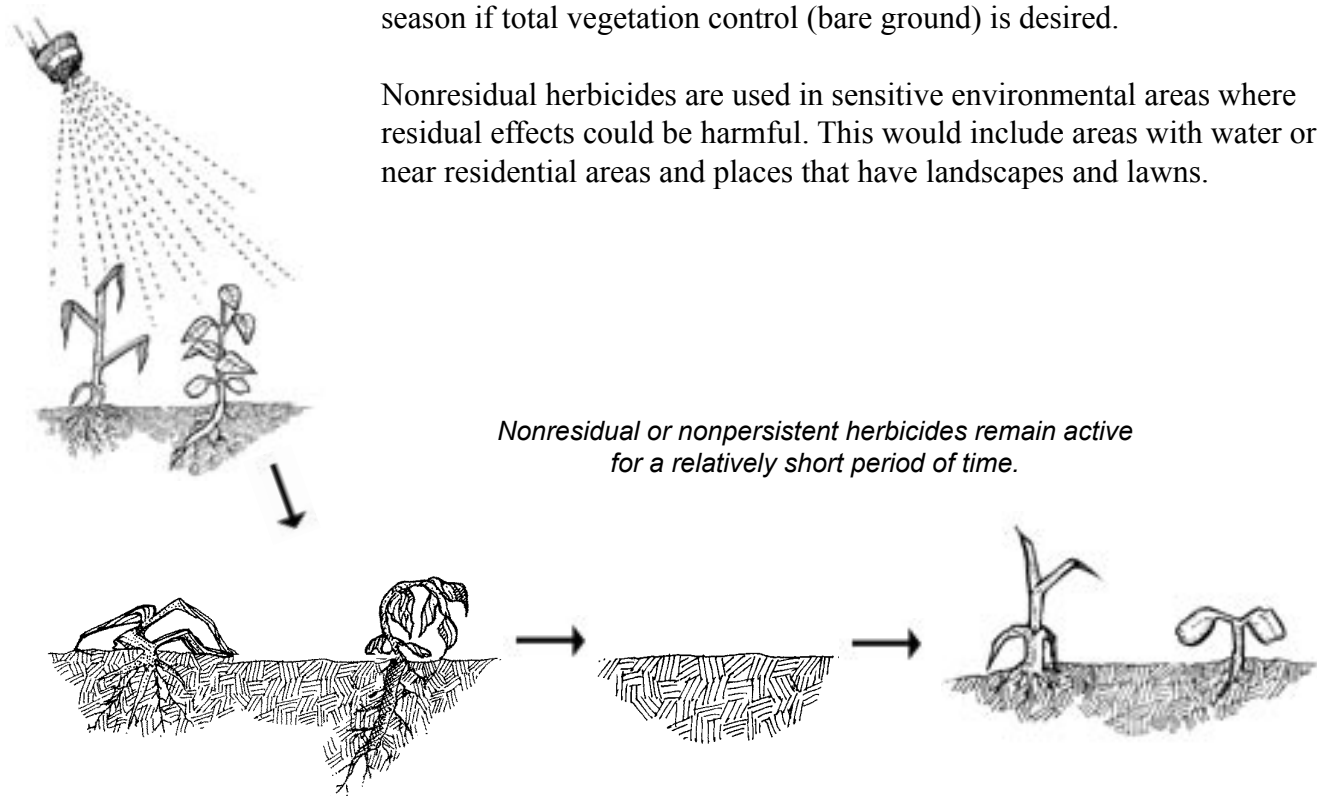 season if total vegetation control (bare ground) is desired.
Nonresidual herbicides are used in sensitive environmental areas where
residual effects could be harmful. This would include areas with water or
near residential areas and places that have landscapes and lawns.
Nonresidual or nonpersistent herbicides remain active
for a relatively short period of time.